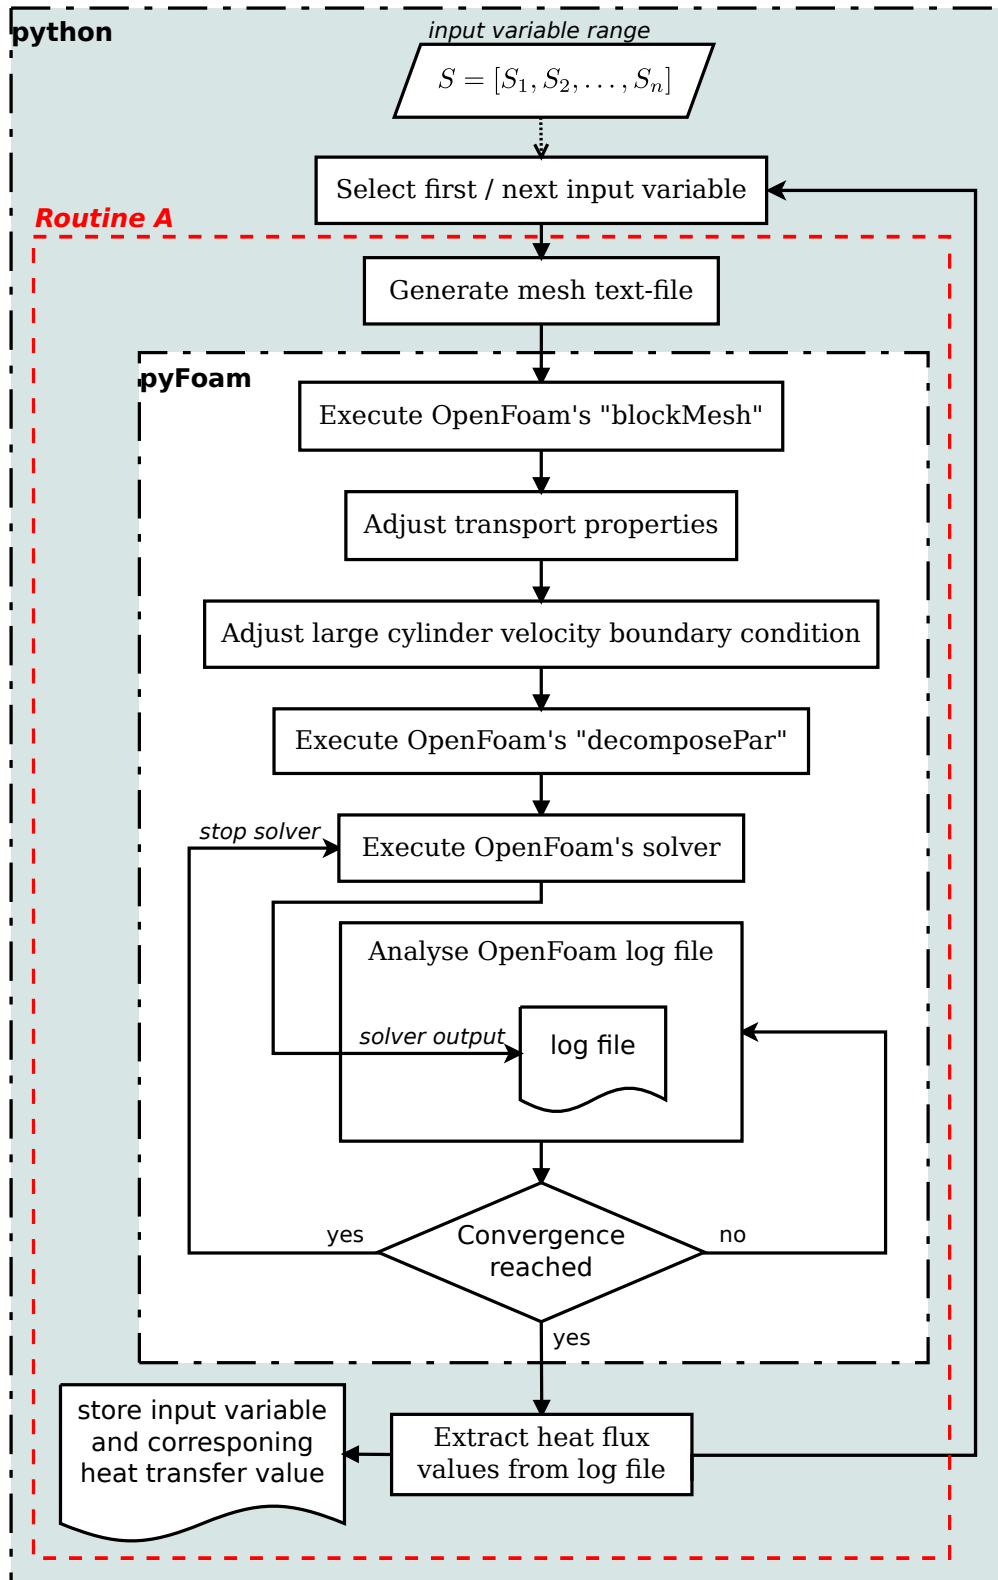 python
input variable range
S = [S₁, S₂, . . . , Sₙ]
Select first / next input variable
Routine A
Generate mesh text-file
pyFoam
Execute OpenFoam's "blockMesh"
Adjust transport properties
Adjust large cylinder velocity boundary condition
Execute OpenFoam's "decomposePar"
stop solver
Execute OpenFoam's solver
Analyse OpenFoam log file
solver output
log file
yes
Convergence
reached
no
yes
store input variable
and corresponing
heat transfer value
Extract heat flux
values from log file